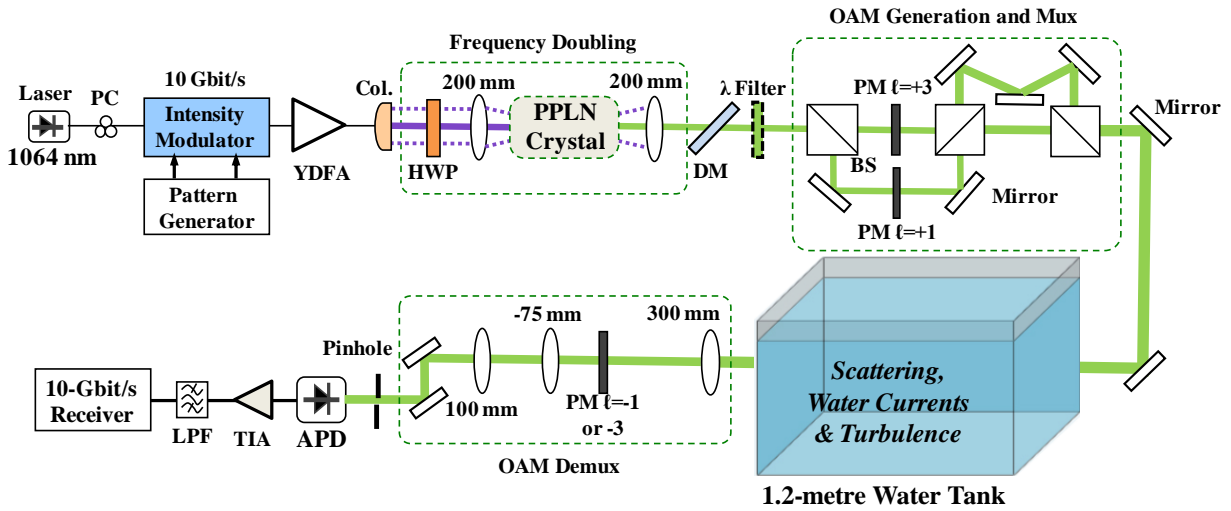 OAM Generation and Mux
Frequency Doubling
10 Gbit/s
200 mm
200 mm
Laser
PC
Col.
λ Filter
PM ℓ=+3
Mirror
Intensity
Modulator
PPLN
Crystal
1064 nm
YDFA
HWP
DM
BS
Pattern
Generator
Mirror
PM ℓ=+1
-75 mm
300 mm
Pinhole
Scattering,
Water Currents
& Turbulence
10-Gbit/s
Receiver
100 mm
PM ℓ=-1
or -3
LPF
TIA
APD
OAM Demux
1.2-metre Water Tank